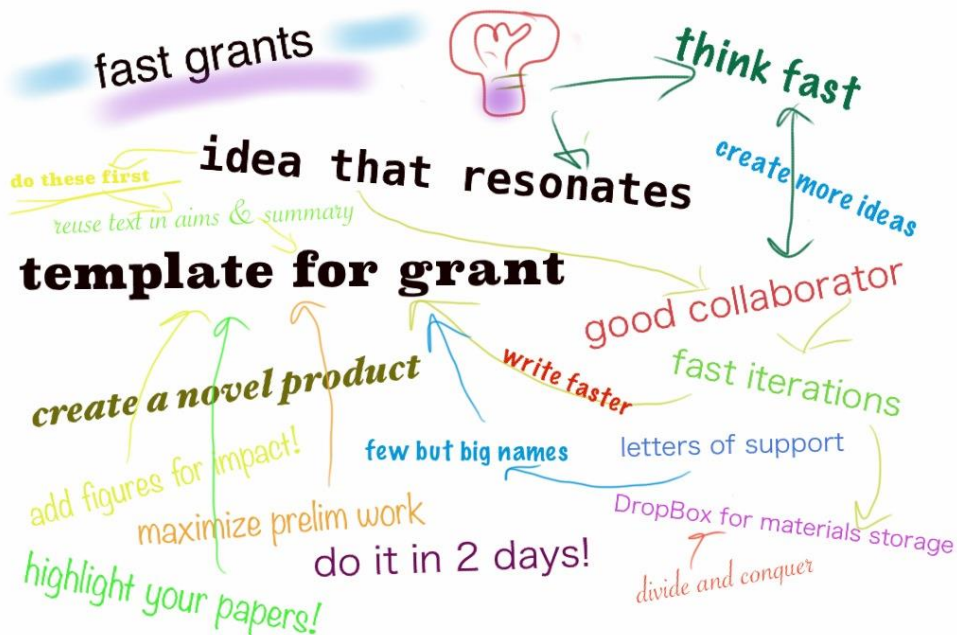 fast grants
think fast
idea that resonates
create more ideas
do these first
reuse text in aims & summary
template for grant
good collaborator
write faster
fast iterations
create a novel product
few but big names
letters of support
add figures for impact!
maximize prelim work
DropBox for materials storage
do it in 2 days!
divide and conquer
highlight your papers!